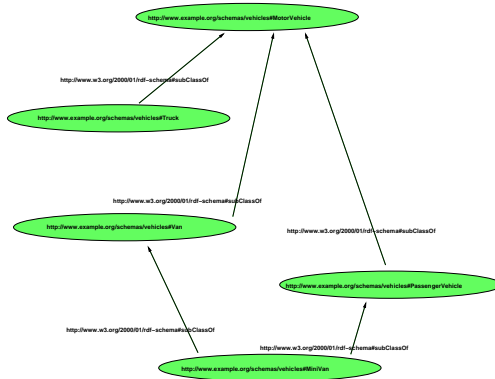 http://www.example.org/schemas/vehicles#MotorVehicle
http://www.w3.org/2000/01/rdf-schema#subClassOf
http://www.example.org/schemas/vehicles#Truck
http://www.w3.org/2000/01/rdf-schema#subClassOf
http://www.example.org/schemas/vehicles#Van
http://www.w3.org/2000/01/rdf-schema#subClassOf
http://www.example.org/schemas/vehicles#PassengerVehicle
http://www.w3.org/2000/01/rdf-schema#subClassOf
http://www.w3.org/2000/01/rdf-schema#subClassOf
http://www.example.org/schemas/vehicles#MiniVan